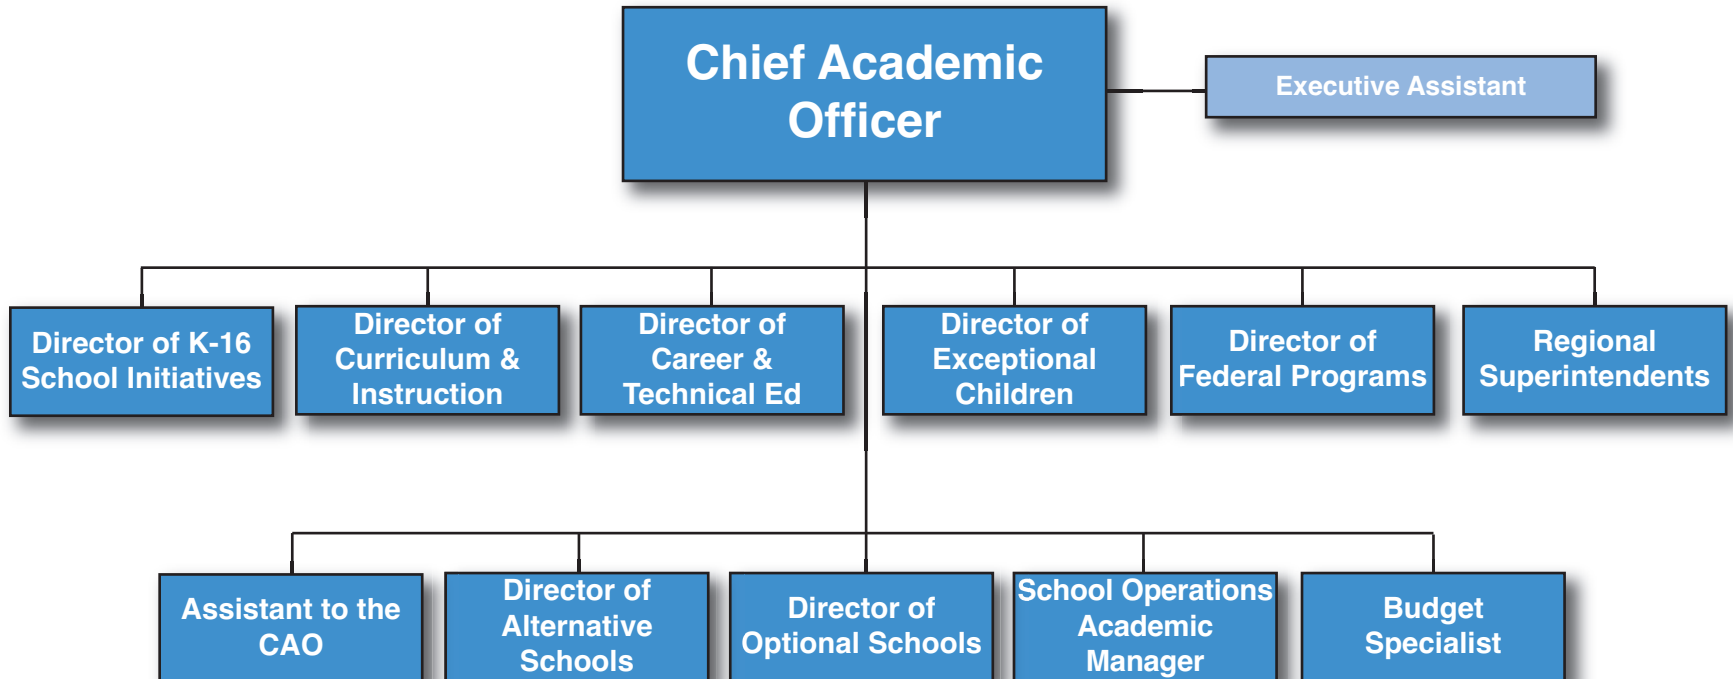 Chief Academic
Officer
Executive Assistant
Director of K-16
School Initiatives
Director of
Curriculum &
Instruction
Director of
Career &
Technical Ed
Director of
Exceptional
Children
Director of
Federal Programs
Regional
Superintendents
Assistant to the
CAO
Director of
Alternative
Schools
Director of
Optional Schools
School Operations
Academic
Manager
Budget
Specialist